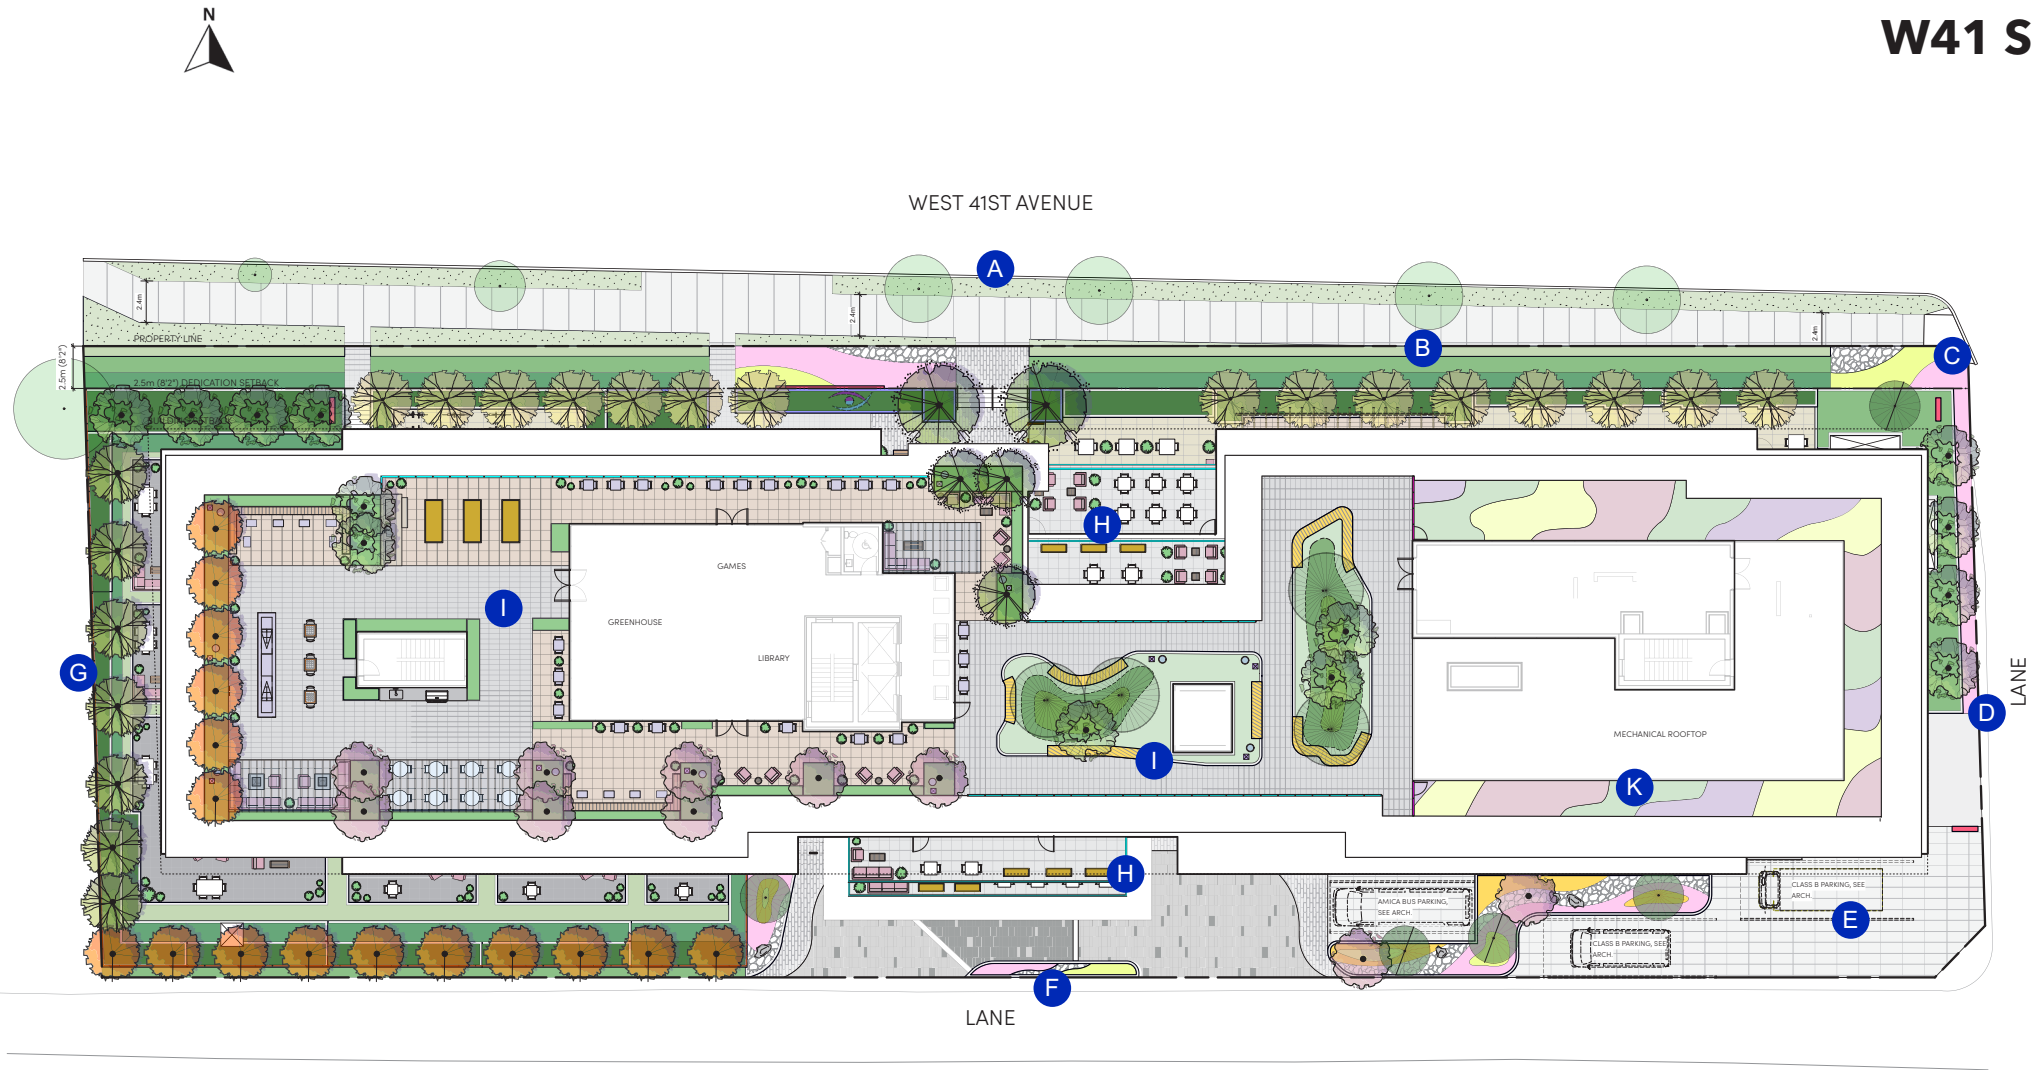 N
W41 S
WEST 41ST AVENUE
A
2.4m
2.4m
2.4m
PROPERTY LINE
B
C
2.5m (8'2")
2.5m (8'2") DEDICATION SETBACK
H
GAMES
I
GREENHOUSE
LIBRARY
G
LANE
D
MECHANICAL ROOFTOP
I
K
H
AMICA BUS PARKING,
SEE ARCH.
CLASS B PARKING, SEE
ARCH.
E
CLASS B PARKING, SEE
ARCH.
F
LANE